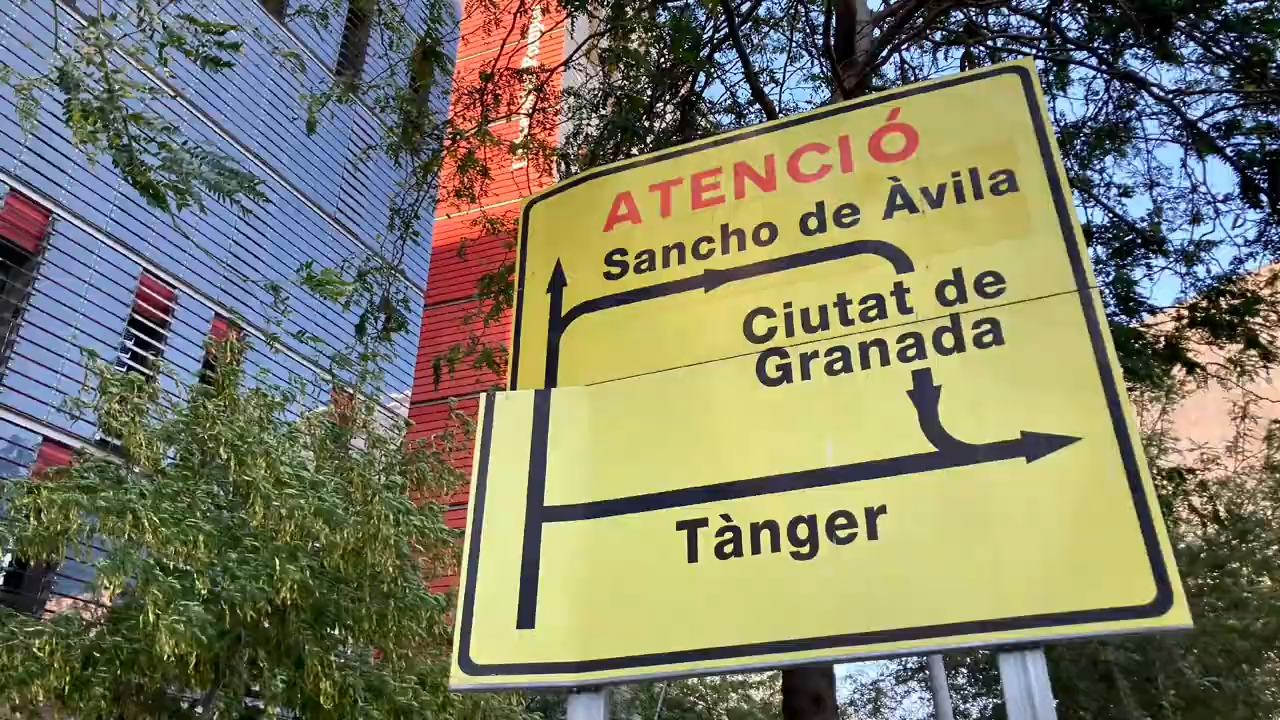 ATENCIÓ
Sancho de Àvila
Ciutat de
Granada
Tànger